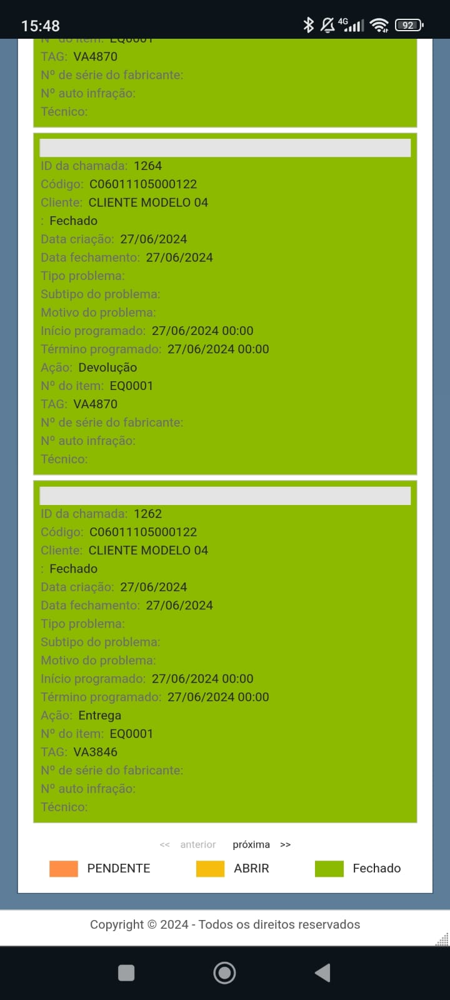 15:48
4G
92
Nº do item: EQ0001
TAG: VA4870
Nº de série do fabricante:
Nº auto infração:
Técnico:
ID da chamada: 1264
Código: C06011105000122
Cliente: CLIENTE MODELO 04
: Fechado
Data criação: 27/06/2024
Data fechamento: 27/06/2024
Tipo problema:
Subtipo do problema:
Motivo do problema:
Início programado: 27/06/2024 00:00
Término programado: 27/06/2024 00:00
Ação: Devolução
Nº do item: EQ0001
TAG: VA4870
Nº de série do fabricante:
Nº auto infração:
Técnico:
ID da chamada: 1262
Código: C06011105000122
Cliente: CLIENTE MODELO 04
: Fechado
Data criação: 27/06/2024
Data fechamento: 27/06/2024
Tipo problema:
Subtipo do problema:
Motivo do problema:
Início programado: 27/06/2024 00:00
Término programado: 27/06/2024 00:00
Ação: Entrega
Nº do item: EQ0001
TAG: VA3846
Nº de série do fabricante:
Nº auto infração:
Técnico:
<< anterior próxima >>
PENDENTE ABRIR Fechado
Copyright © 2024 - Todos os direitos reservados